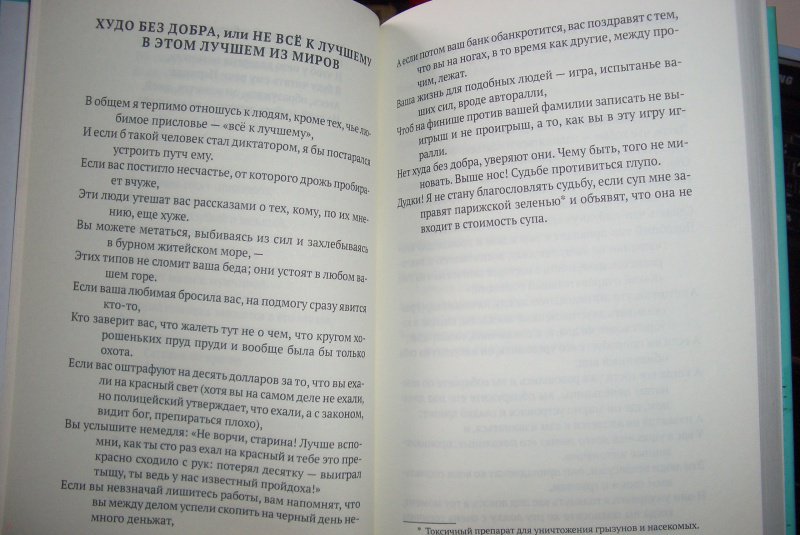 ХУДО БЕЗ ДОБРА, или НЕ ВСЁ К ЛУЧШЕМУ
В ЭТОМ ЛУЧШЕМ ИЗ МИРОВ
В общем я терпимо отношусь к людям, кроме тех, чье лю-
бимое присловье — «всё к лучшему»,
И если б такой человек стал диктатором, я бы постарался
устроить путч ему.
Если вас постигло несчастье, от которого дрожь пробира-
ет вчуже,
Эти люди утешат вас рассказами о тех, кому, по их мне-
нию, еще хуже.
Вы можете метаться, выбиваясь из сил и захлебываясь
в бурном житейском море, —
Этих типов не сломит ваша беда; они устоят в любом ва-
шем горе.
Если ваша любимая бросила вас, на подмогу сразу явится
кто-то,
Кто заверит вас, что жалеть тут не о чем, что кругом хо-
рошеньких пруд пруди и вообще была бы только
охота.
Если вас оштрафуют на десять долларов за то, что вы еха-
ли на красный свет (хотя вы на самом деле не ехали,
но полицейский утверждает, что ехали, а с законом,
видит бог, препираться плохо),
Вы услышите немедля: «Не ворчи, старина! Лучше вспо-
мни, как ты сто раз ехал на красный и тебе это пре-
красно сходило с рук: потерял десятку — выиграл
тыщу, ты ведь у нас известный пройдоха!»
Если вы невзначай лишитесь работы, вам напомнят, что
вы между делом успели скопить на черный день не-
много деньжат,
А если потом ваш банк обанкротится, вас поздравят с тем,
что вы на ногах, в то время как другие, между про-
чим, лежат.
Ваша жизнь для подобных людей — игра, испытанье ва-
ших сил, вроде авторалли,
Чтоб на финише против вашей фамилии записать не вы-
игрыш и не проигрыш, а то, как вы в эту игру иг-
ралли.
Нет худа без добра, уверяют они. Чему быть, того не ми-
новать. Выше нос! Судьбе противиться глупо.
Дудки! Я не стану благословлять судьбу, если суп мне за-
правят парижской зеленью* и объявят, что она не
входит в стоимость супа.
* Токсичный препарат для уничтожения грызунов и насекомых.